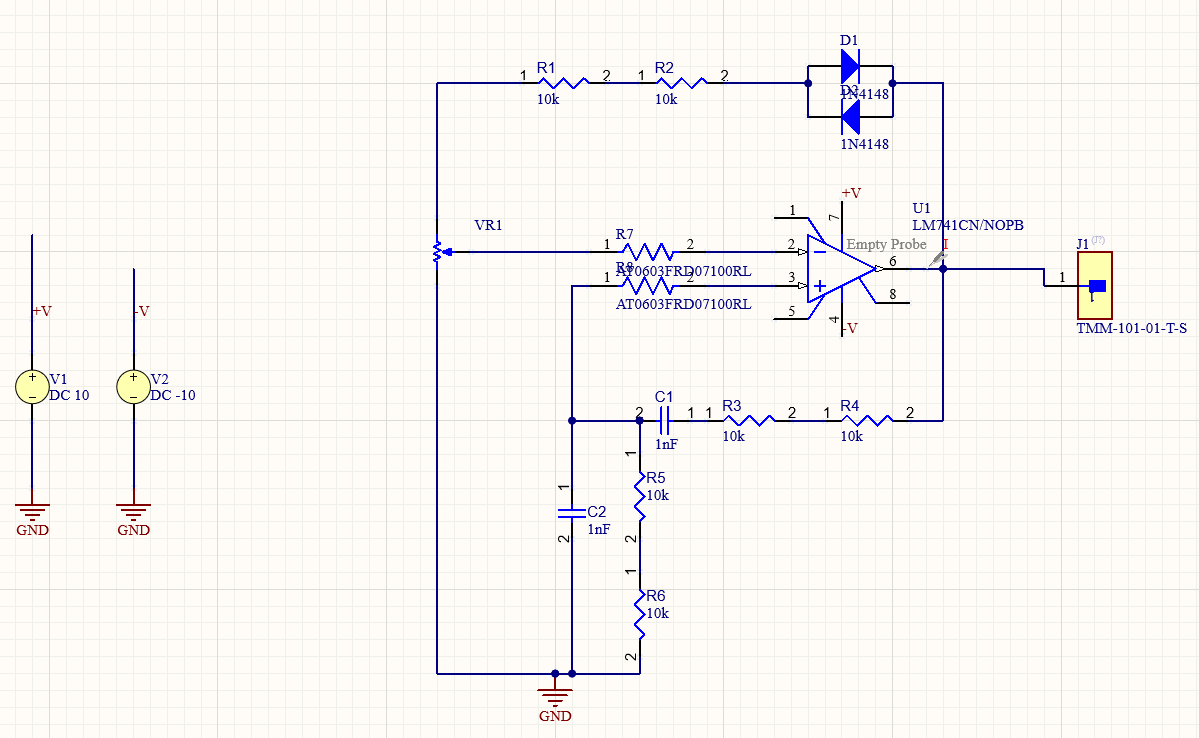 D1
1 R1 2 1 R2 2
10k 10k
1N4148
D2
1N4148
+V
7
U1
LM741CN/NOPB
1
VR1
R7
1 2
2
Empty Probe
I
J1 (J?)
AT0603FRD07100RL
R8
1 2
3
6
1
AT0603FRD07100RL
8
5
4
-V
TMM-101-01-T-S
+V
-V
V1
DC 10
V2
DC -10
C1
2 1 1 R3 2 1 R4 2
1nF 10k 10k
1
R5
10k
2
1
C2
1nF
2
GND
GND
1
R6
10k
2
GND